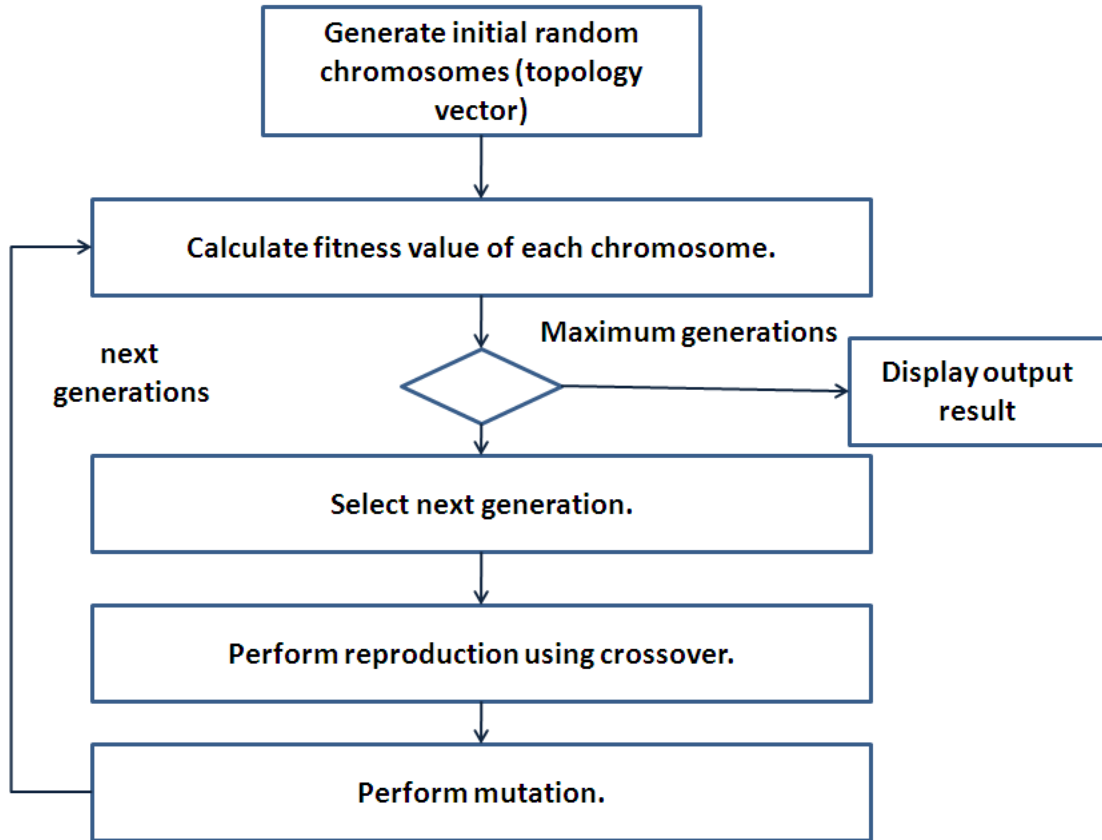 Generate initial random
chromosomes (topology
vector)
Calculate fitness value of each chromosome.
Maximum generations
next
generations
Display output
result
Select next generation.
Perform reproduction using crossover.
Perform mutation.